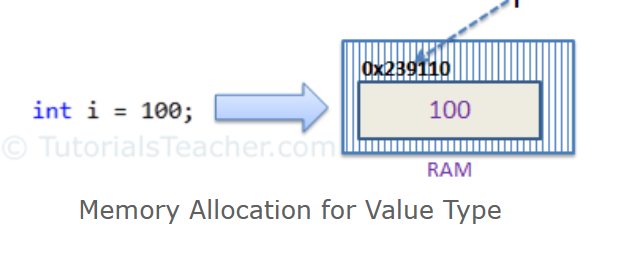 0x239110
int i = 100;
100
© TutorialsTeacher.com
RAM
Memory Allocation for Value Type